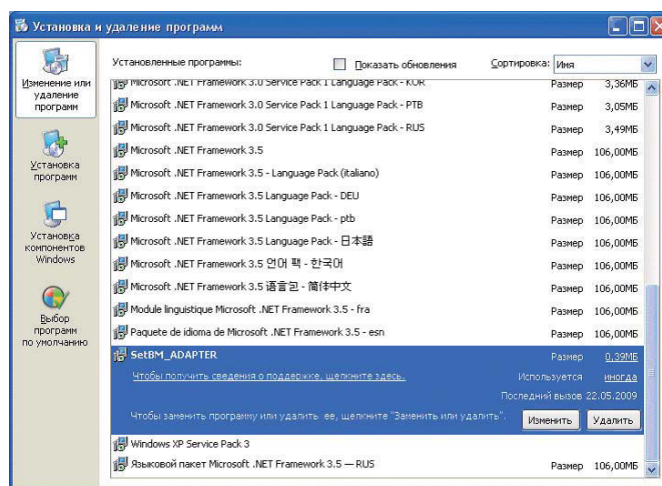 Установка и удаление программ
Изменение или удаление программ
Установка программ
Установка компонентов Windows
Выбор программ по умолчанию
Установленные программы: Показать обновления Сортировка: Имя
Microsoft .NET Framework 3.0 Service Pack 1 Language Pack - KOR Размер 3,36МБ
Microsoft .NET Framework 3.0 Service Pack 1 Language Pack - PTB Размер 3,05МБ
Microsoft .NET Framework 3.0 Service Pack 1 Language Pack - RUS Размер 3,49МБ
Microsoft .NET Framework 3.5 Размер 106,00МБ
Microsoft .NET Framework 3.5 - Language Pack (italiano) Размер 106,00МБ
Microsoft .NET Framework 3.5 Language Pack - DEU Размер 106,00МБ
Microsoft .NET Framework 3.5 Language Pack - ptb Размер 106,00МБ
Microsoft .NET Framework 3.5 Language Pack - 日本語 Размер 106,00МБ
Microsoft .NET Framework 3.5 언어 팩 - 한국어 Размер 106,00МБ
Microsoft .NET Framework 3.5 语言包 - 简体中文 Размер 106,00МБ
Module linguistique Microsoft .NET Framework 3.5 - fra Размер 106,00МБ
Paquete de idioma de Microsoft .NET Framework 3.5 - esn Размер 106,00МБ
SetBM_ADAPTER Размер 0,39МБ
Чтобы получить сведения о поддержке, щелкните здесь. Используется иногда
Последний вызов 22.05.2009
Чтобы заменить программу или удалить ее, щелкните "Заменить или удалить". Изменить Удалить
Windows XP Service Pack 3
Языковой пакет Microsoft .NET Framework 3.5 — RUS Размер 106,00МБ